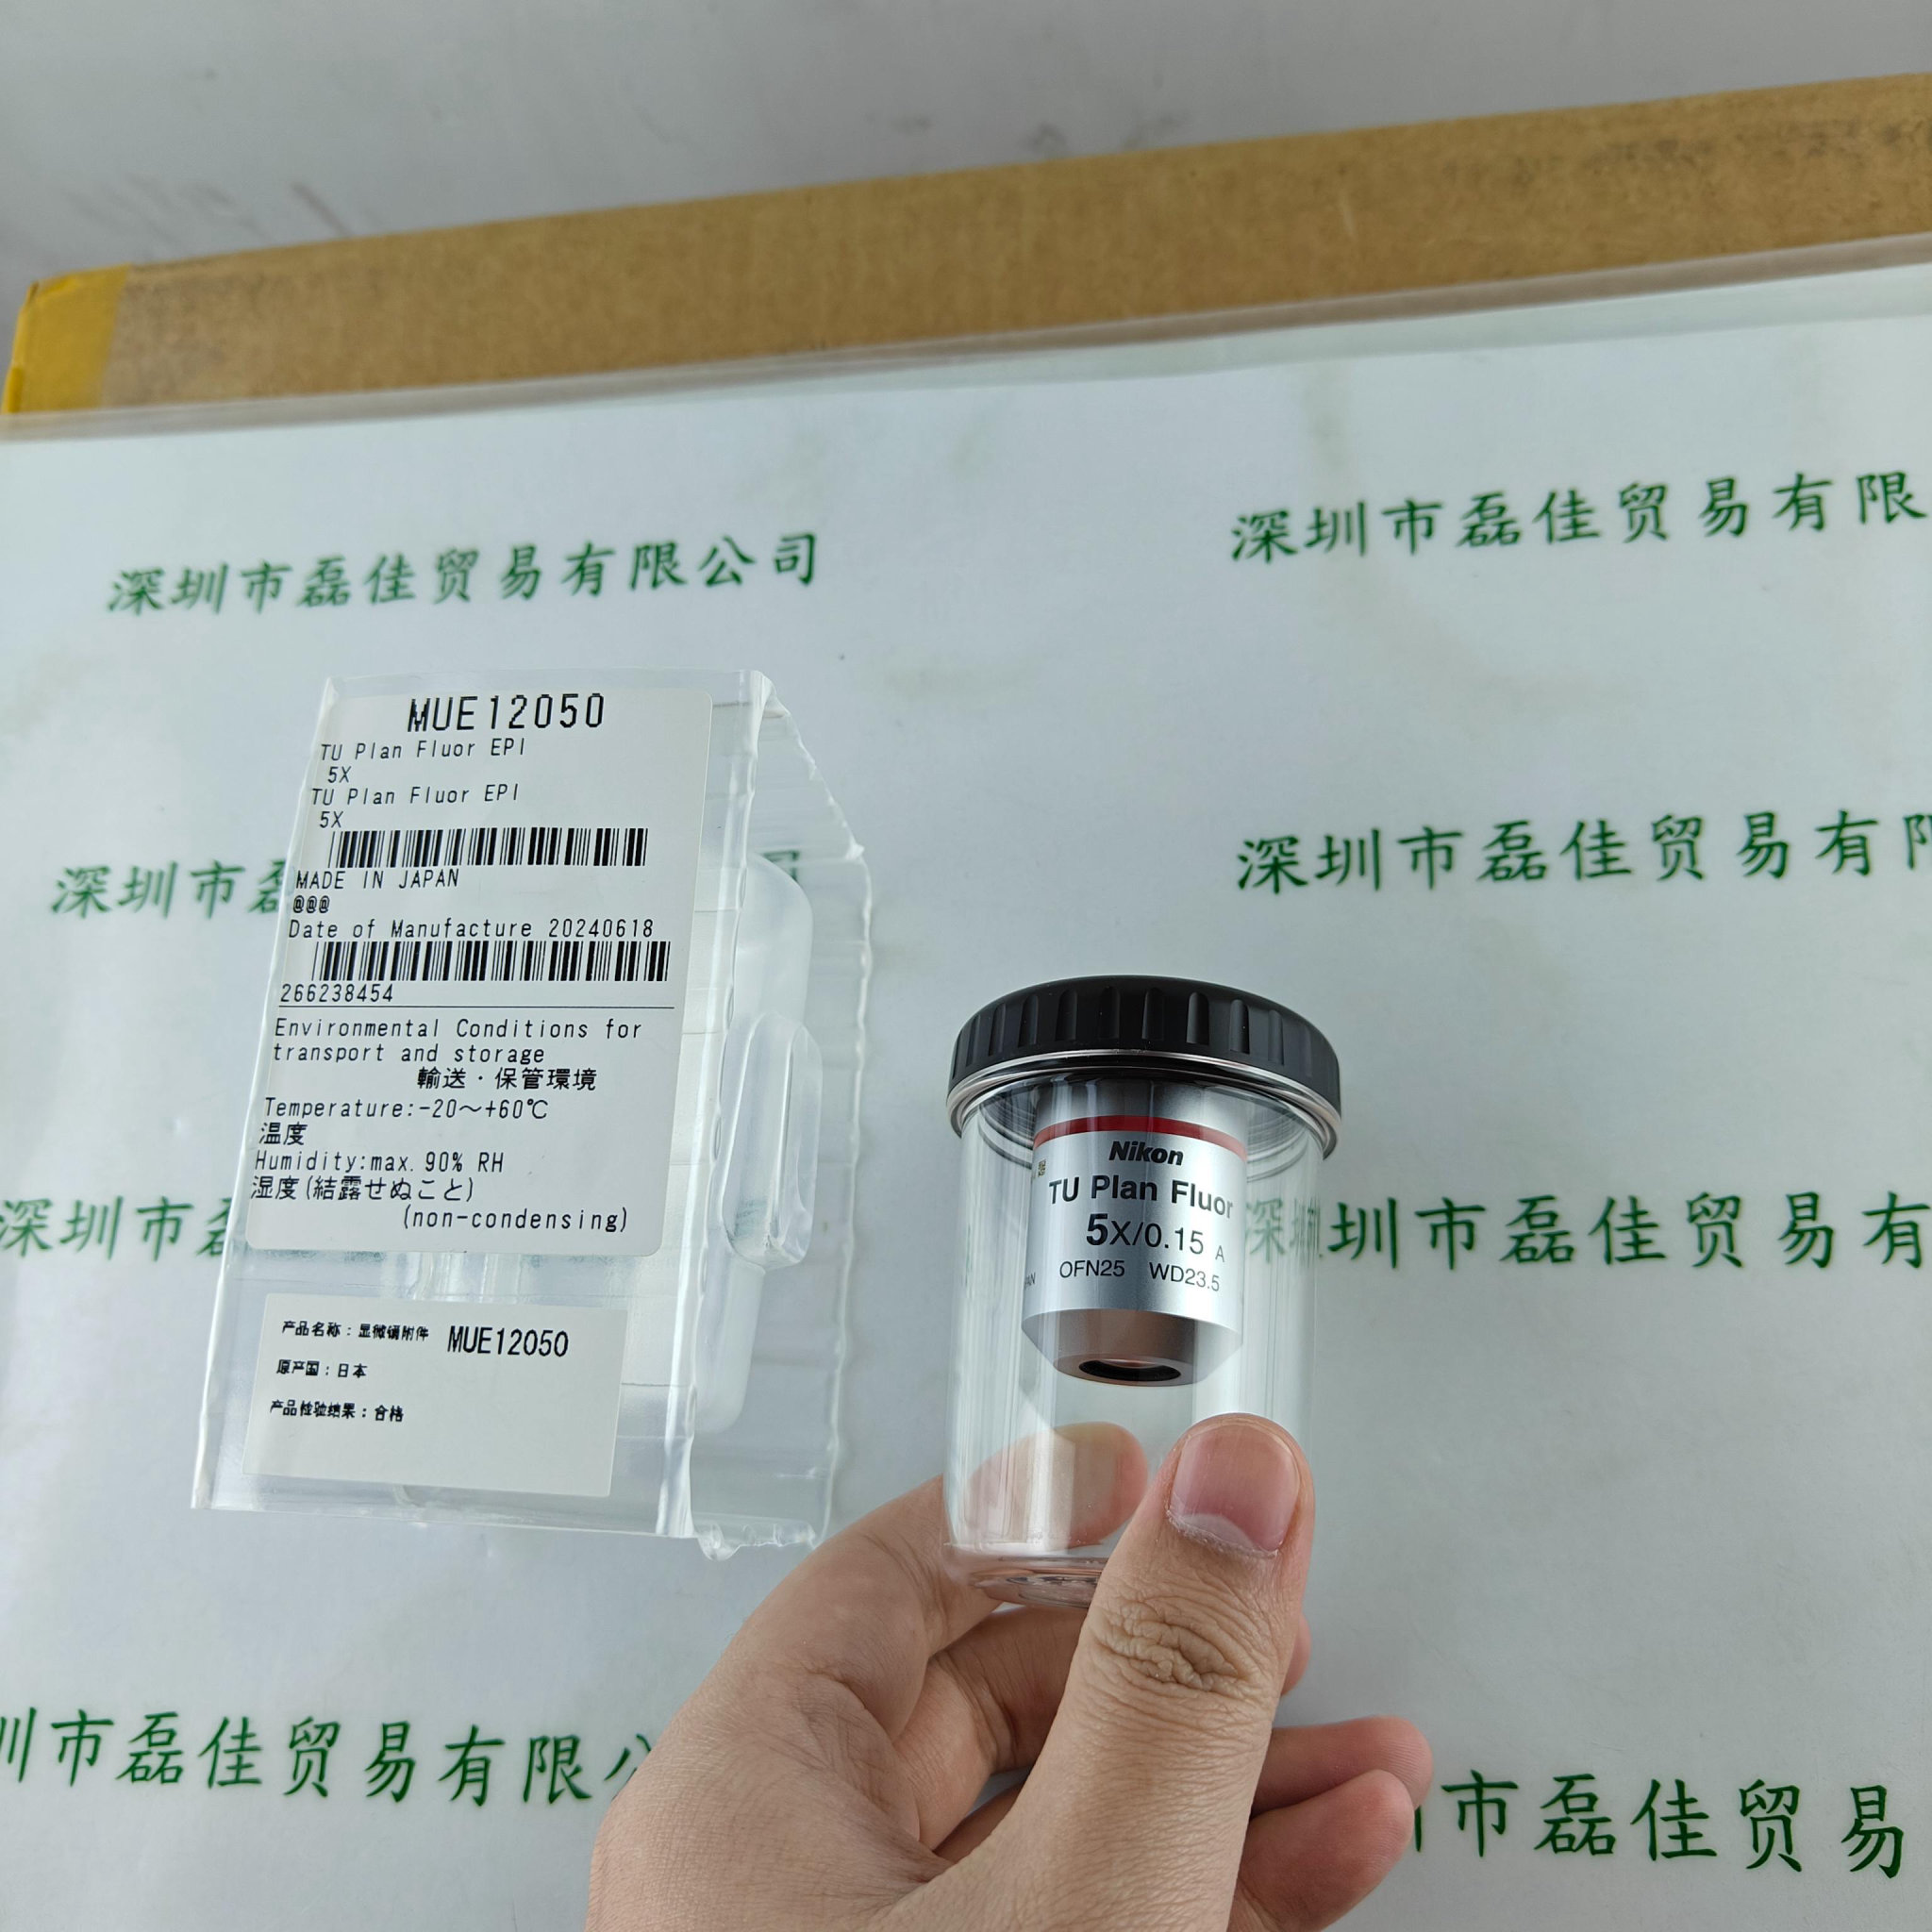 深圳市磊佳贸易有限公司
深圳市磊佳贸易有限
MUE12050
TU Plan Fluor EPI
5X
TU Plan Fluor EPI
5X
MADE IN JAPAN
@@@
Date of Manufacture 20240618
266238454
Environmental Conditions for
transport and storage
輸送・保管環境
Temperature:-20～+60℃
温度
Humidity:max. 90% RH
湿度(結露せぬこと)
(non-condensing)
产品名称：显微镜附件 MUE12050
原产国：日本
产品检验结果：合格
深圳市
深圳市磊佳贸易有
Nikon
TU Plan Fluor
5X/0.15 A
OFN25 WD23.5
深圳市
圳市磊佳贸易有
圳市磊佳贸易有限公
市磊佳贸易